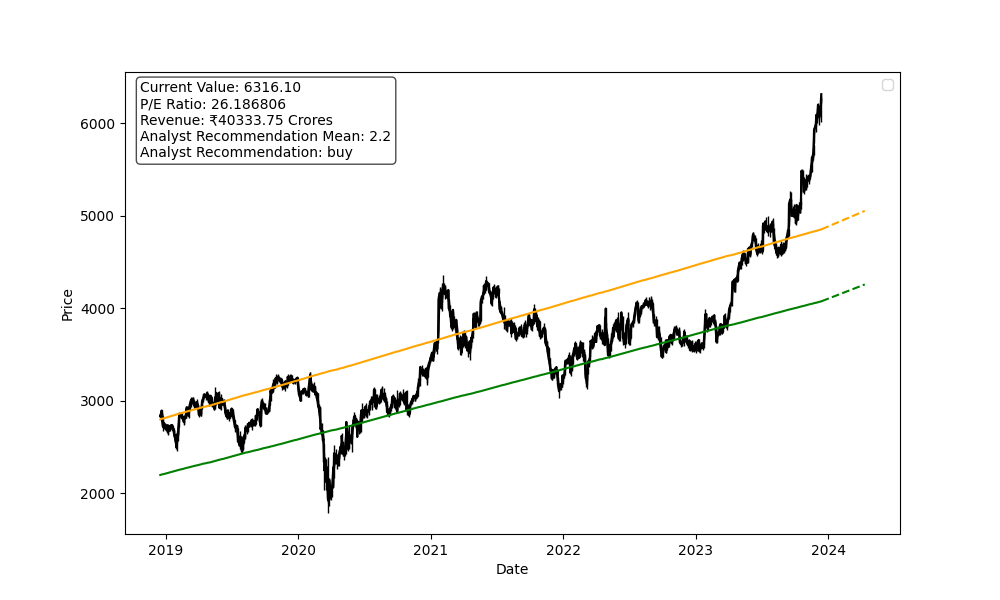 Current Value: 6316.10
P/E Ratio: 26.186806
Revenue: ₹40333.75 Crores
Analyst Recommendation Mean: 2.2
Analyst Recommendation: buy
6000
5000
4000
3000
2000
Price
2019 2020 2021 2022 2023 2024
Date